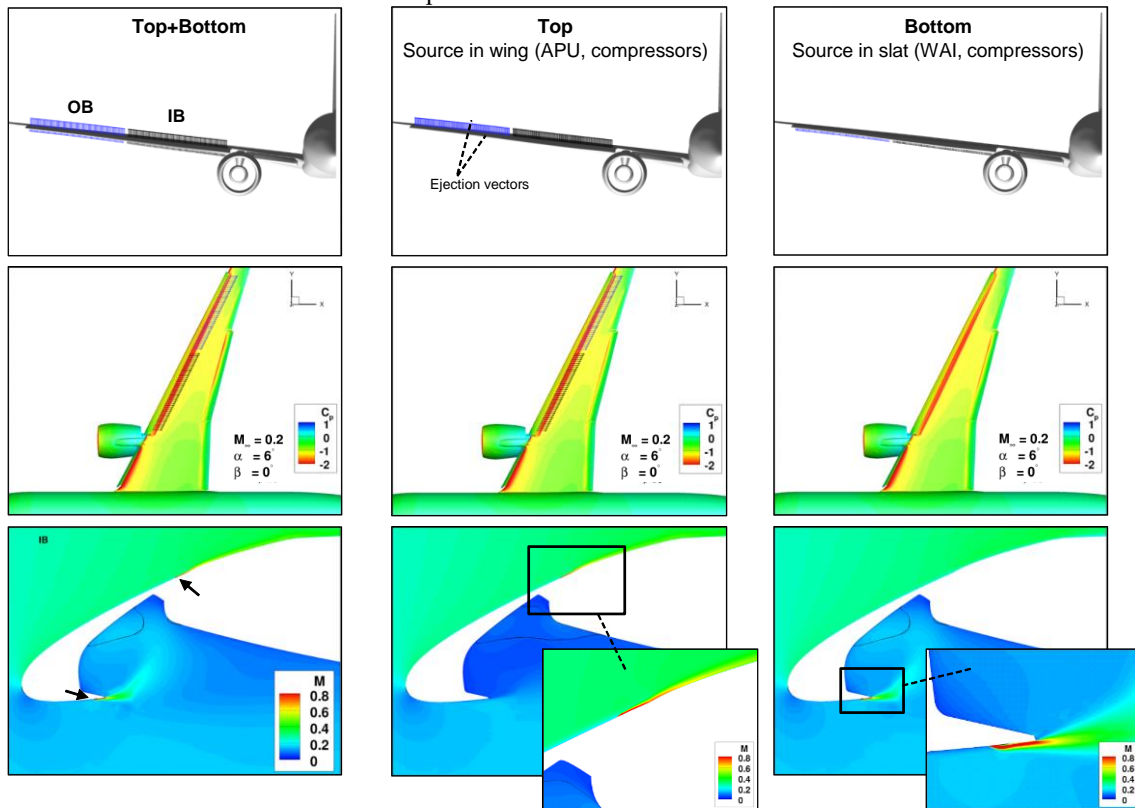 Top+Bottom
OB
IB
Top
Source in wing (APU, compressors)
Ejection vectors
Bottom
Source in slat (WAI, compressors)
Y
X
C_p
1
0
-1
-2
M_∞ = 0.2
α = 6°
β = 0°
Y
X
C_p
1
0
-1
-2
M_∞ = 0.2
α = 6°
β = 0°
Y
X
C_p
1
0
-1
-2
M_∞ = 0.2
α = 6°
β = 0°
IB
M
0.8
0.6
0.4
0.2
0
M
0.8
0.6
0.4
0.2
0
M
0.8
0.6
0.4
0.2
0